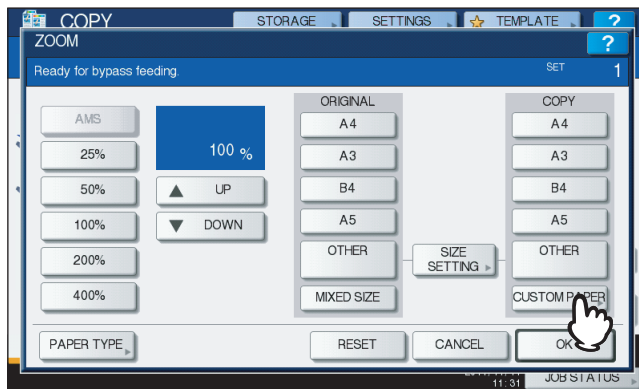 COPY STORAGE SETTINGS TEMPLATE ?
ZOOM ?
Ready for bypass feeding. SET 1
ORIGINAL COPY
AMS A4 A4
25% 100 % A3 A3
50% UP B4 B4
100% DOWN A5 A5
200% OTHER SIZE SETTING OTHER
400% MIXED SIZE CUSTOM PAPER
PAPER TYPE RESET CANCEL OK
11:31 JOB STATUS